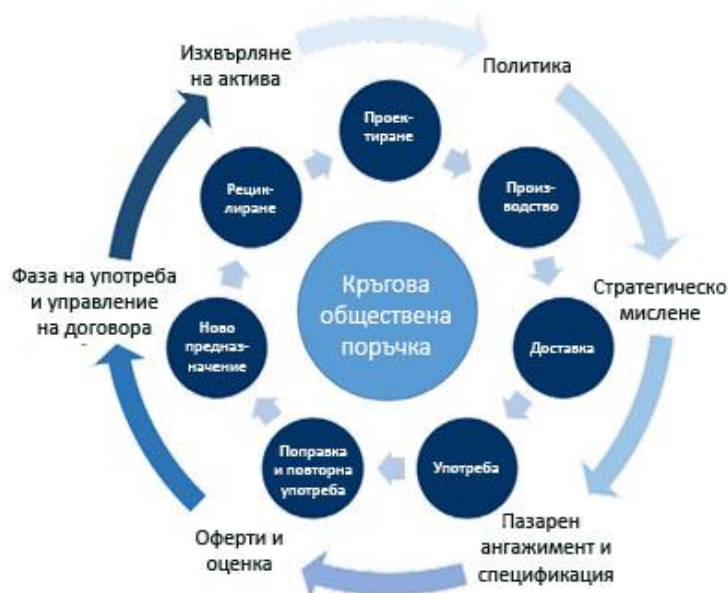 Изхвърляне
на актива
Политика
Стратегическо
мислене
Пазарен
ангажимент и
спецификация
Оферти и
оценка
Фаза на употреба
и управление
на договора
Проек-
тиране
Произ-
водство
Доставка
Употреба
Поправка
и повторна
употреба
Ново
предназ-
начение
Рецик-
лиране
Кръгова
обществена
поръчка